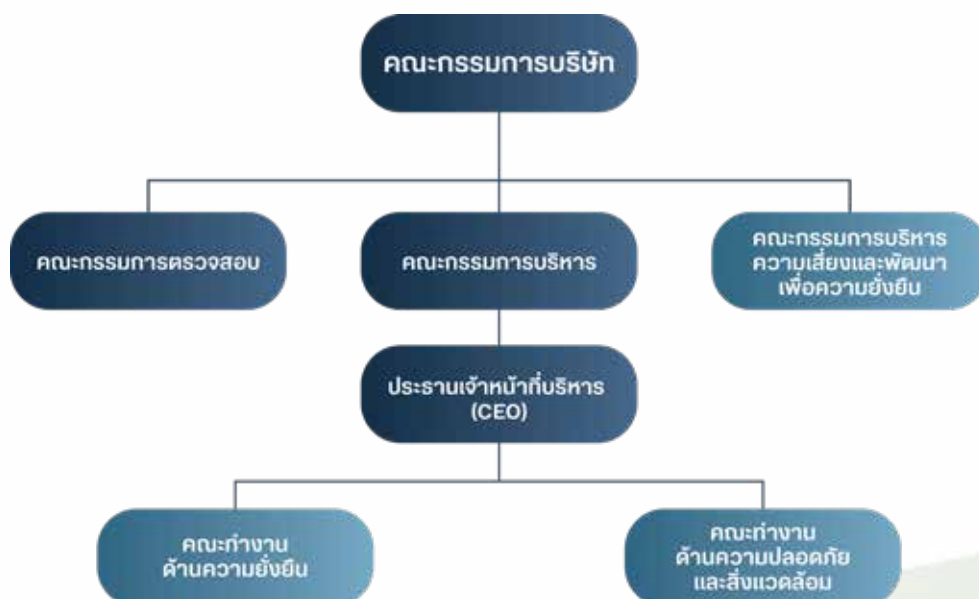 คณะกรรมการบริษัท
คณะกรรมการตรวจสอบ
คณะกรรมการบริหาร
คณะกรรมการบริหาร
ความเสี่ยงและพัฒนา
เพื่อความยั่งยืน
ประธานเจ้าหน้าที่บริหาร
(CEO)
คณะทำงาน
ด้านความยั่งยืน
คณะทำงาน
ด้านความปลอดภัย
และสิ่งแวดล้อม